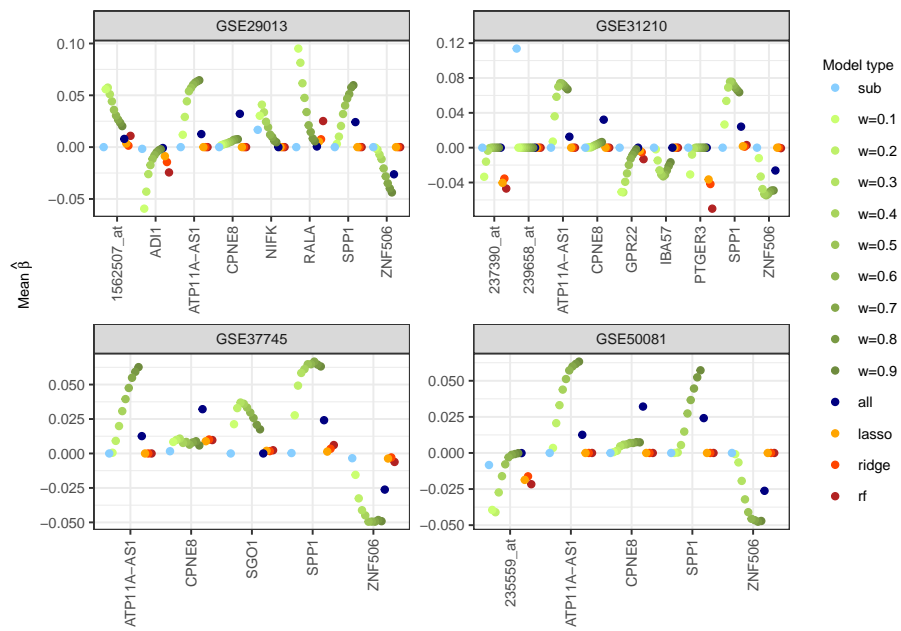 GSE29013
GSE31210
0.10
0.05
0.00
−0.05
1562507_at
ADI1
ATP11A−AS1
CPNE8
NIFK
RALA
SPP1
ZNF506
0.12
0.08
0.04
0.00
−0.04
237390_at
239658_at
ATP11A−AS1
CPNE8
GPR22
IBA57
PTGER3
SPP1
ZNF506
Mean β̂
GSE37745
GSE50081
0.050
0.025
0.000
−0.025
−0.050
ATP11A−AS1
CPNE8
SGO1
SPP1
ZNF506
0.050
0.025
0.000
−0.025
−0.050
235559_at
ATP11A−AS1
CPNE8
SPP1
ZNF506
Model type
sub
w=0.1
w=0.2
w=0.3
w=0.4
w=0.5
w=0.6
w=0.7
w=0.8
w=0.9
all
lasso
ridge
rf